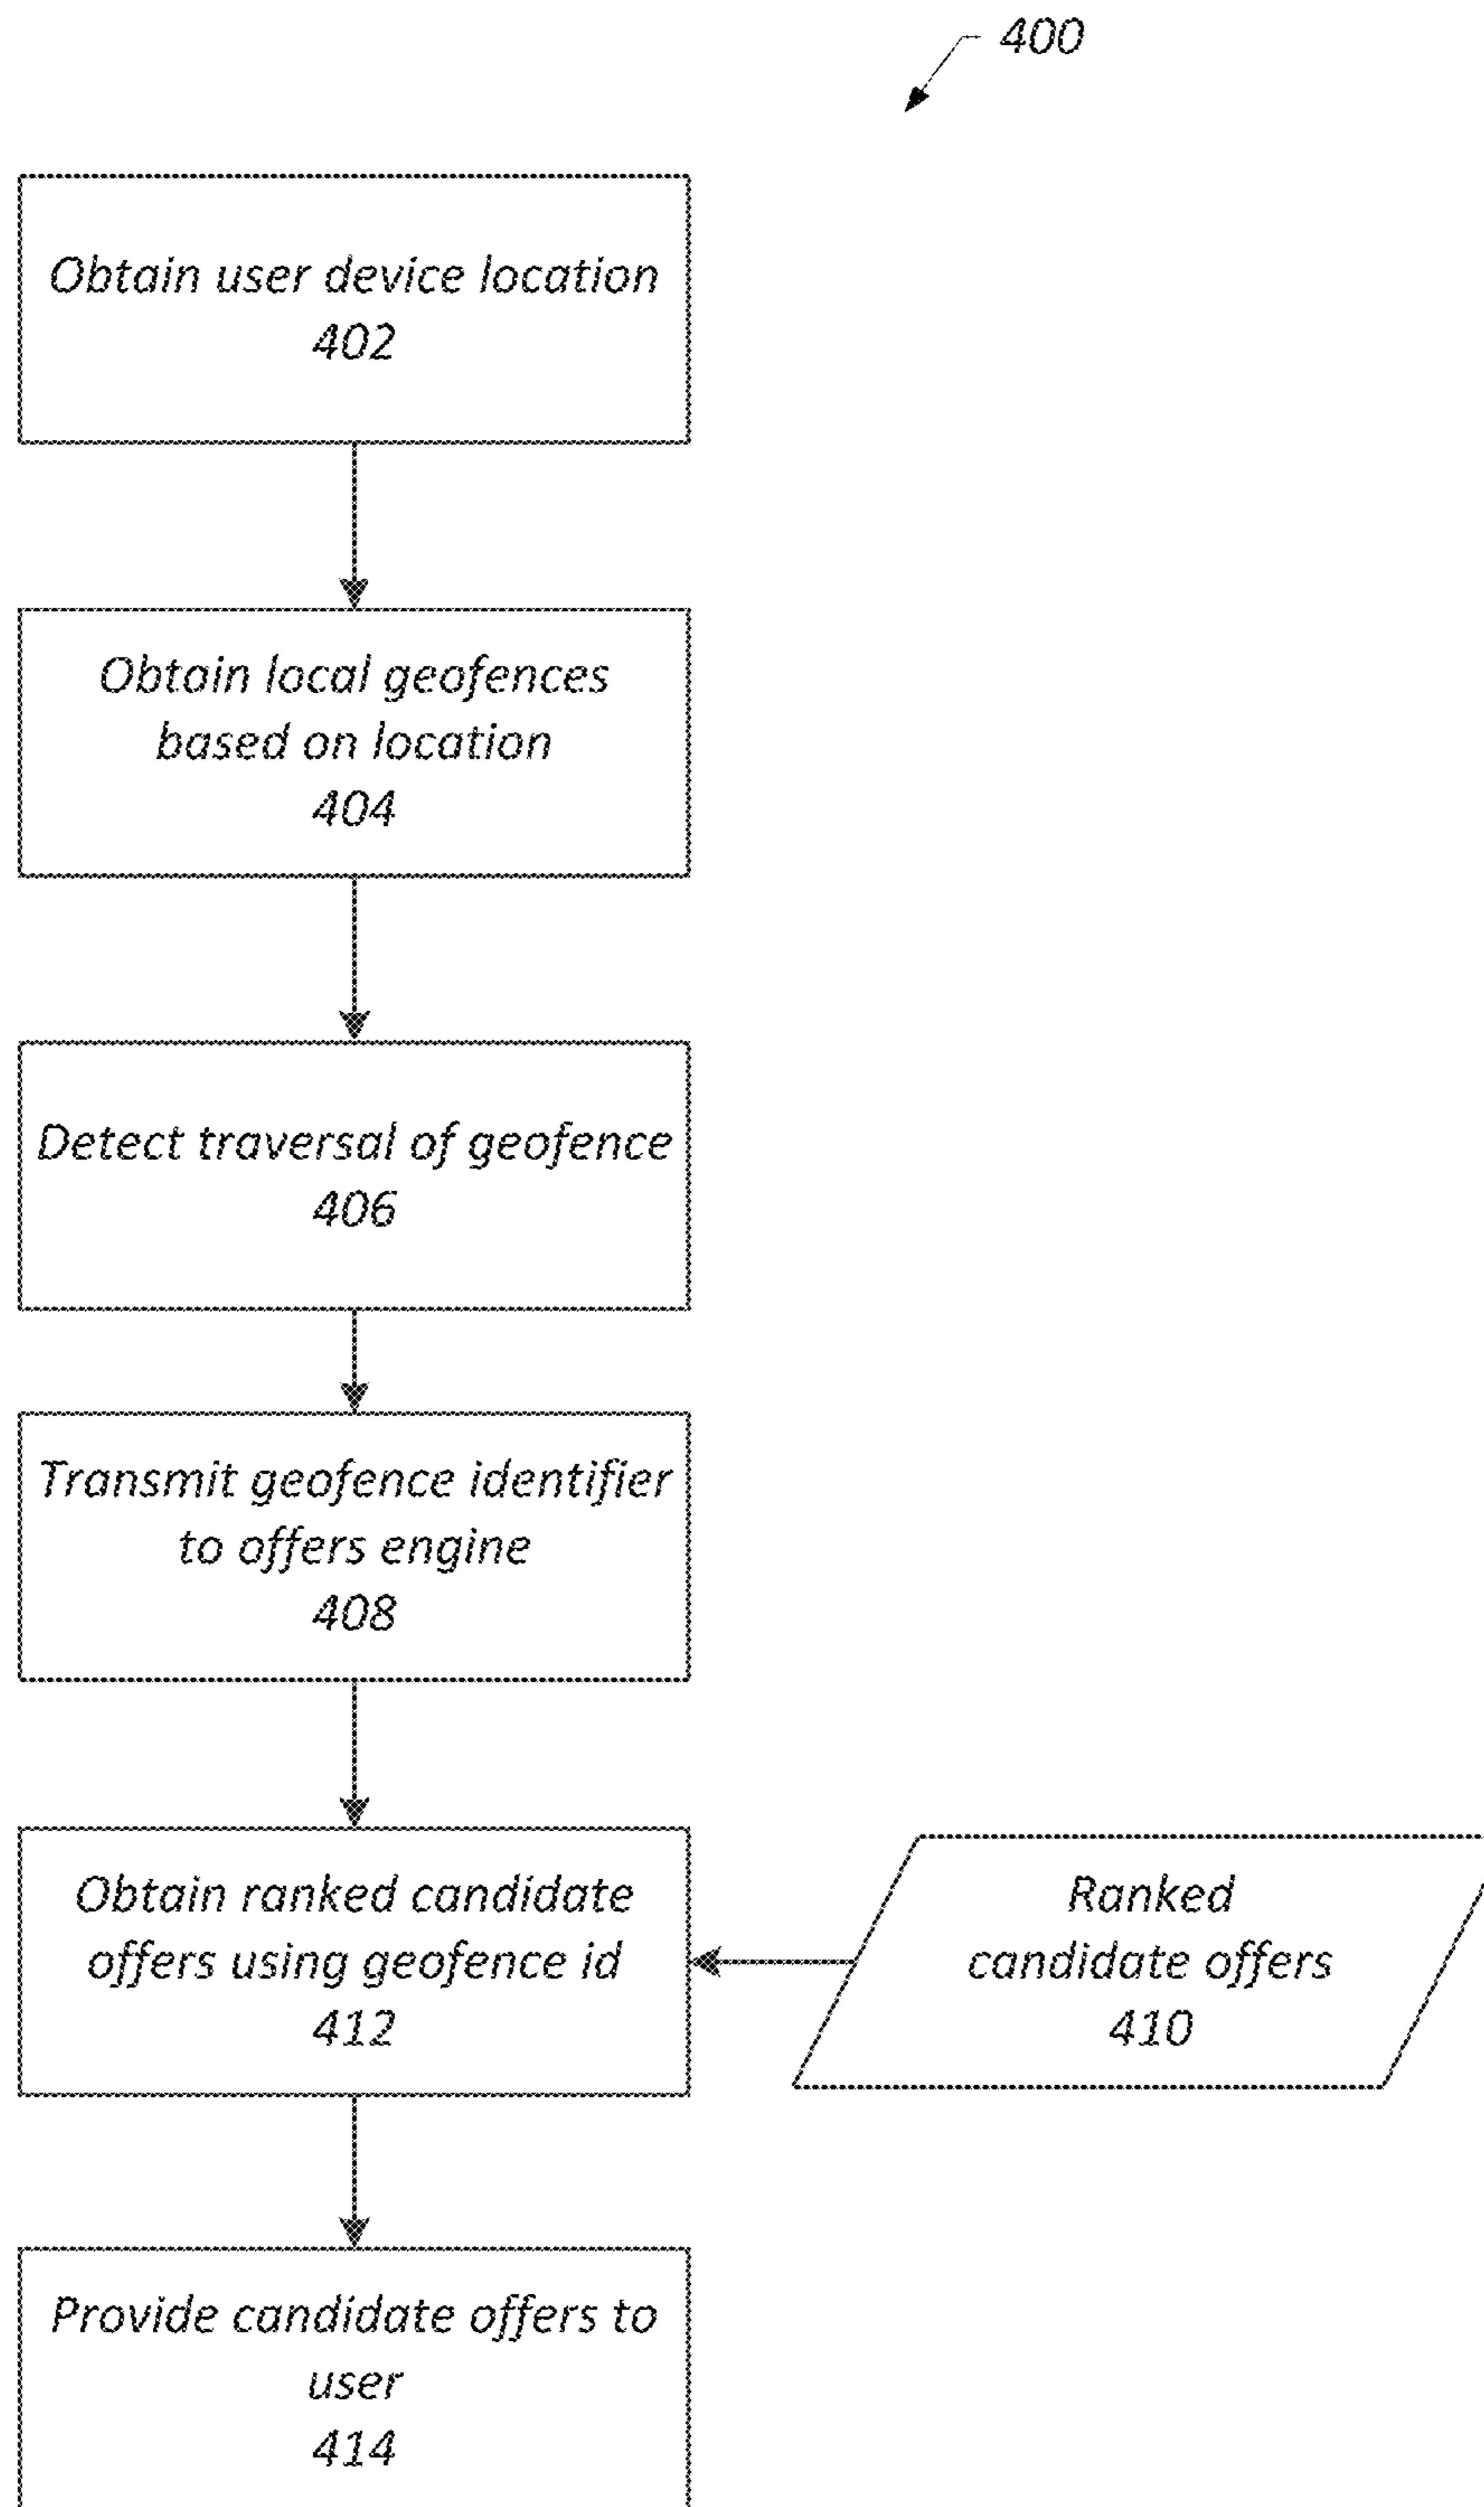 400
Obtain user device location
402
Obtain local geofences
based on location
404
Detect traversal of geofence
406
Transmit geofence identifier
to offers engine
408
Obtain ranked candidate
offers using geofence id
412
Ranked
candidate offers
410
Provide candidate offers to
user
414